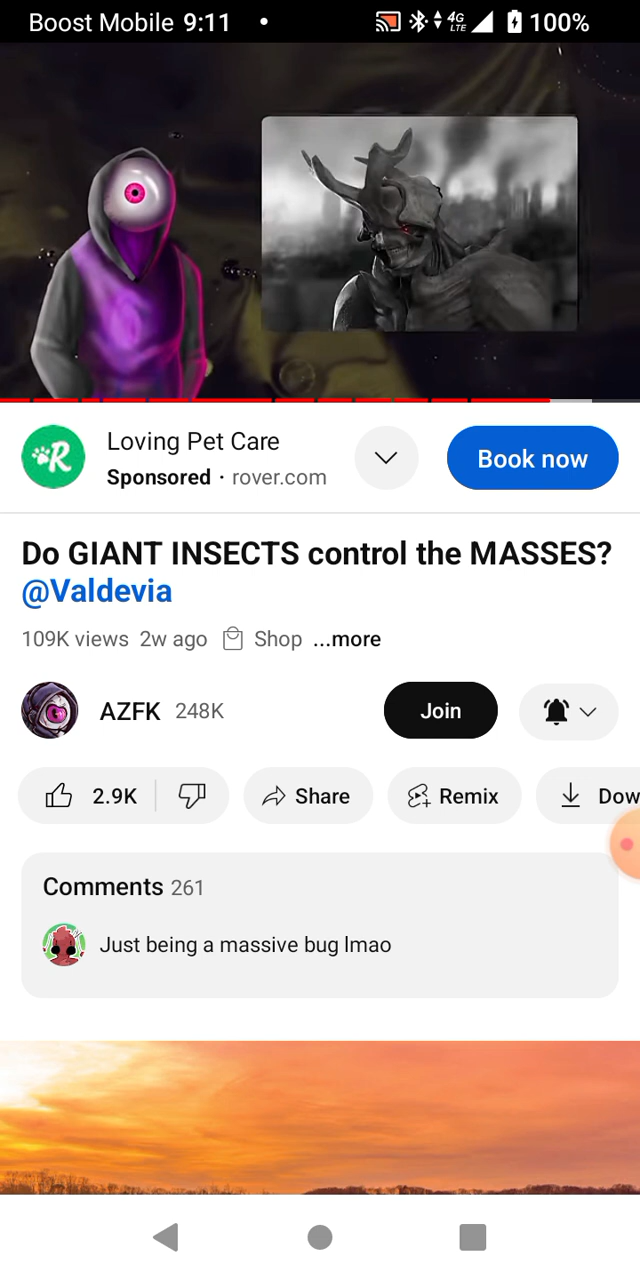 Boost Mobile 9:11
4G
LTE
100%
R
Loving Pet Care
Sponsored · rover.com
Book now
Do GIANT INSECTS control the MASSES?
@Valdevia
109K views 2w ago Shop ...more
AZFK 248K
Join
2.9K
Share
Remix
Dow
Comments 261
Just being a massive bug lmao